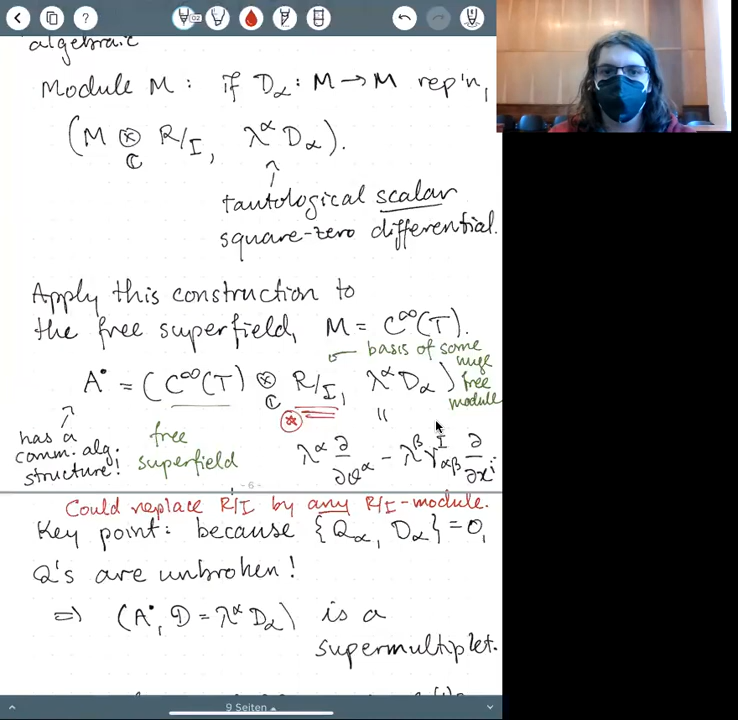 algebraic
Module M: if D_α: M → M rep'n,
(M ⊗_ℂ R/I, λ^α D_α).
tautological scalar
square-zero differential.
Apply this construction to
the free superfield, M = C^∞(T).
basis of some
huge
free
module
A^• = (C^∞(T) ⊗_ℂ R/I, λ^α D_α)
has a
comm. alg.
structure!
free
superfield
λ^α ∂/∂θ^α - λ^β γ^i_{αβ} ∂/∂x^i
- 6 -
Could replace R/I by any R/I-module.
Key point: because {Q_α, D_α} = 0,
Q's are unbroken!
⇒ (A^•, D = λ^α D_α) is a
supermultiplet.
9 Seiten